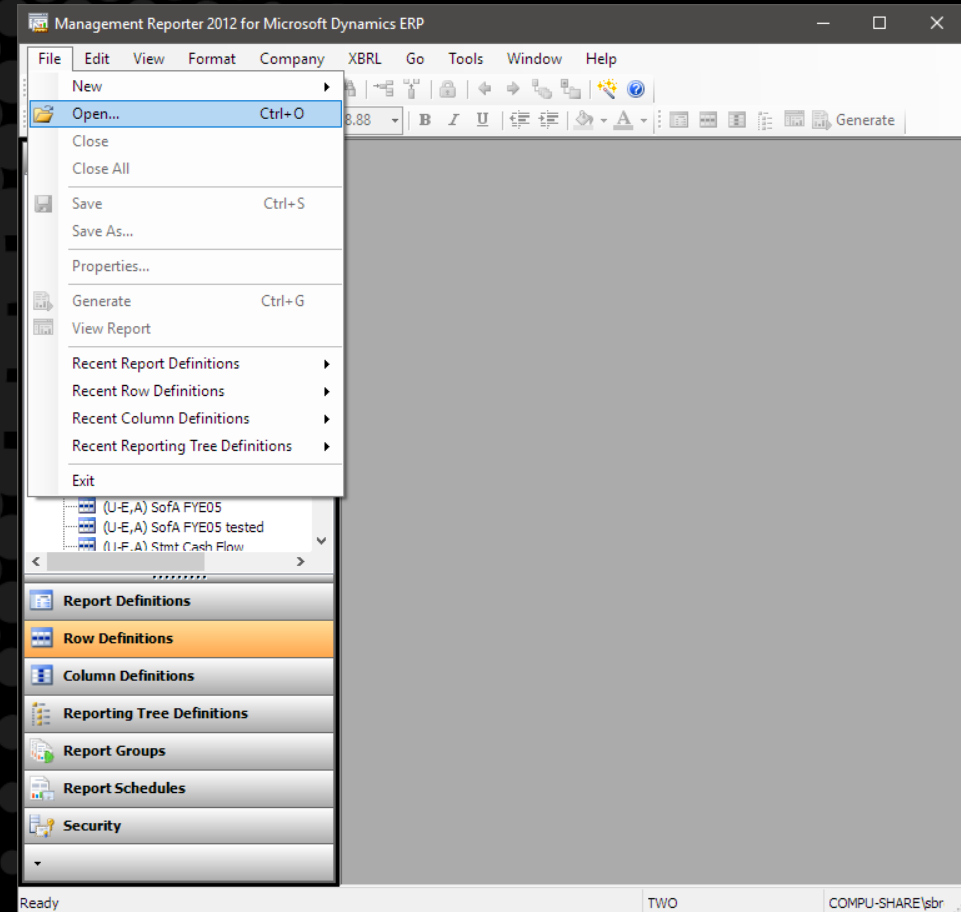 Management Reporter 2012 for Microsoft Dynamics ERP
File Edit View Format Company XBRL Go Tools Window Help
New
Open... Ctrl+O
8.88 B I U A Generate
Close
Close All
Save Ctrl+S
Save As...
Properties...
Generate Ctrl+G
View Report
Recent Report Definitions
Recent Row Definitions
Recent Column Definitions
Recent Reporting Tree Definitions
Exit
(U-E,A) SofA FYE05
(U-E,A) SofA FYE05 tested
(U-E,A) Stmt Cash Flow
Report Definitions
Row Definitions
Column Definitions
Reporting Tree Definitions
Report Groups
Report Schedules
Security
Ready TWO COMPU-SHARE\sbr